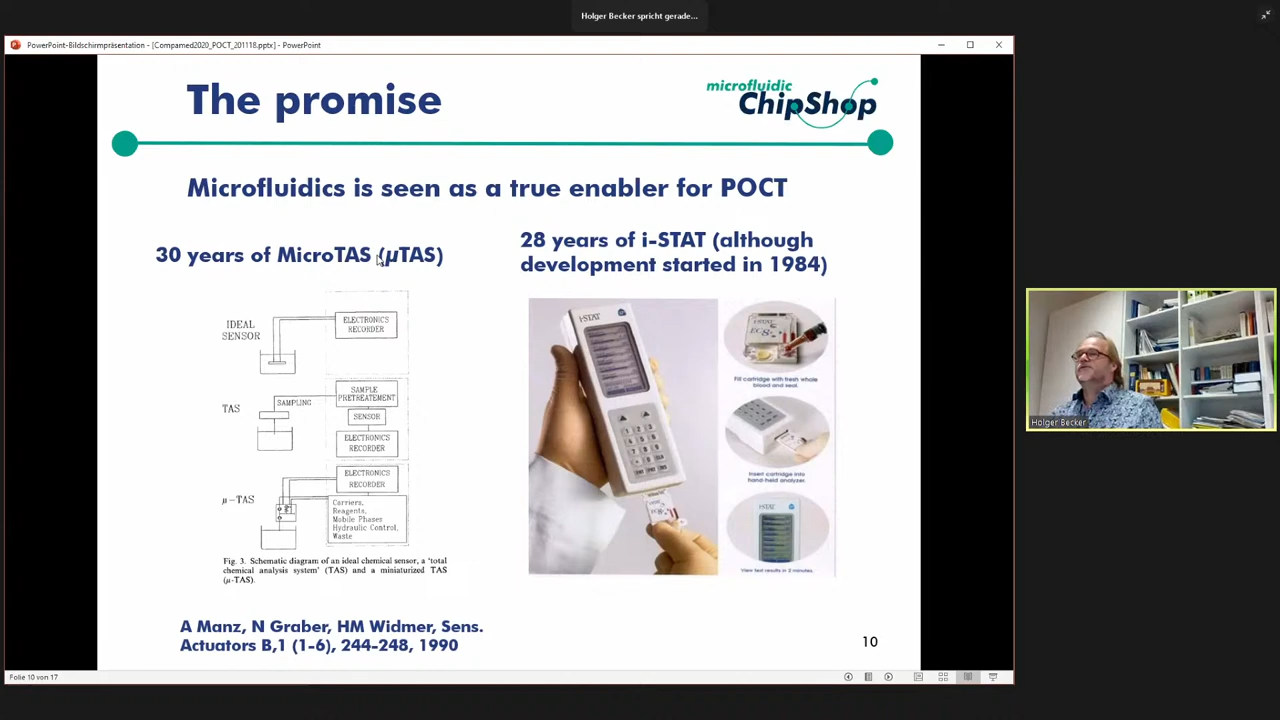 Holger Becker spricht gerade...
PowerPoint-Bildschirmpräsentation - [Compamed2020_POCT_201118.pptx] - PowerPoint
The promise
microfluidic
ChipShop
Microfluidics is seen as a true enabler for POCT
30 years of MicroTAS (µTAS)
28 years of i-STAT (although
development started in 1984)
IDEAL
SENSOR
ELECTRONICS
RECORDER
TAS
SAMPLING
SAMPLE
PRETREATEMENT
SENSOR
ELECTRONICS
RECORDER
µ-TAS
ELECTRONICS
RECORDER
Carriers,
Reagents,
Mobile Phases
Hydraulic Control,
Waste
Fig. 3. Schematic diagram of an ideal chemical sensor, a 'total
chemical analysis system' (TAS) and a miniaturized TAS
(µ-TAS).
i-STAT
Fill cartridge with fresh whole
blood and seal.
Insert cartridge into
hand-held analyzer.
View test results in 2 minutes.
A Manz, N Graber, HM Widmer, Sens.
Actuators B,1 (1-6), 244-248, 1990
10
Folie 10 von 17
Holger Becker